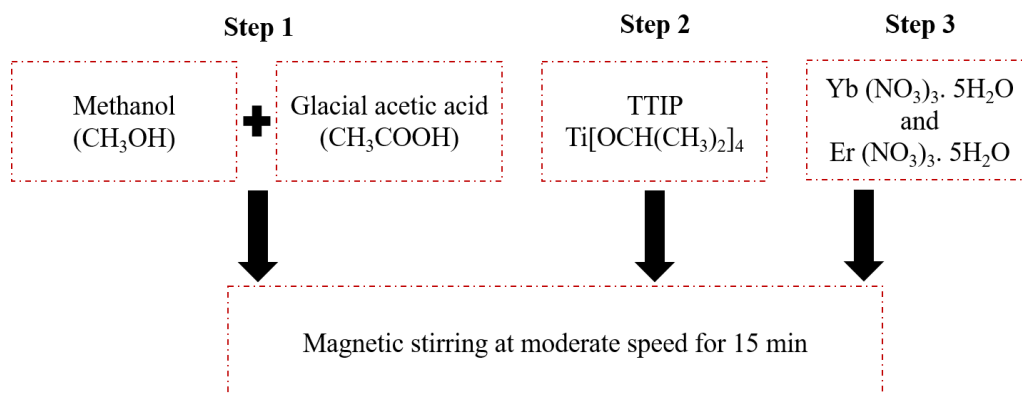 Step 1
Step 2
Step 3
Methanol
(CH₃OH)
+
Glacial acetic acid
(CH₃COOH)
TTIP
Ti[OCH(CH₃)₂]₄
Yb (NO₃)₃. 5H₂O
and
Er (NO₃)₃. 5H₂O
Magnetic stirring at moderate speed for 15 min